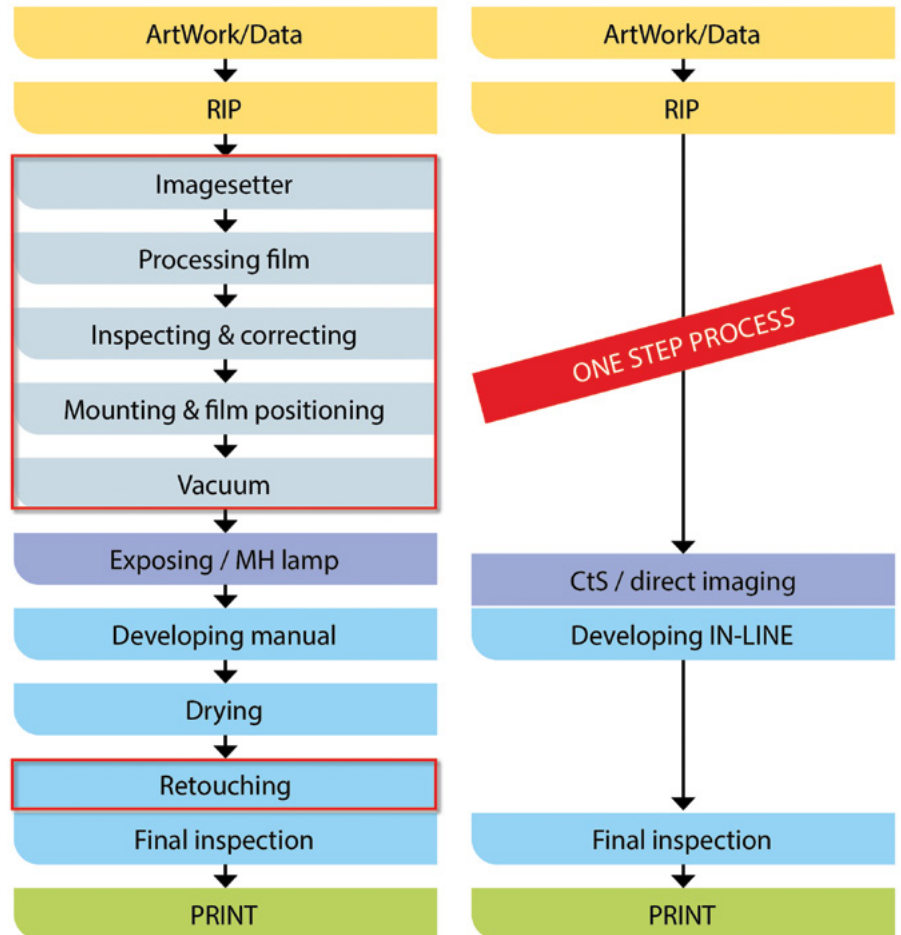 ArtWork/Data
RIP
Imagesetter
Processing film
Inspecting & correcting
Mounting & film positioning
Vacuum
Exposing / MH lamp
Developing manual
Drying
Retouching
Final inspection
PRINT
ArtWork/Data
RIP
ONE STEP PROCESS
CtS / direct imaging
Developing IN-LINE
Final inspection
PRINT